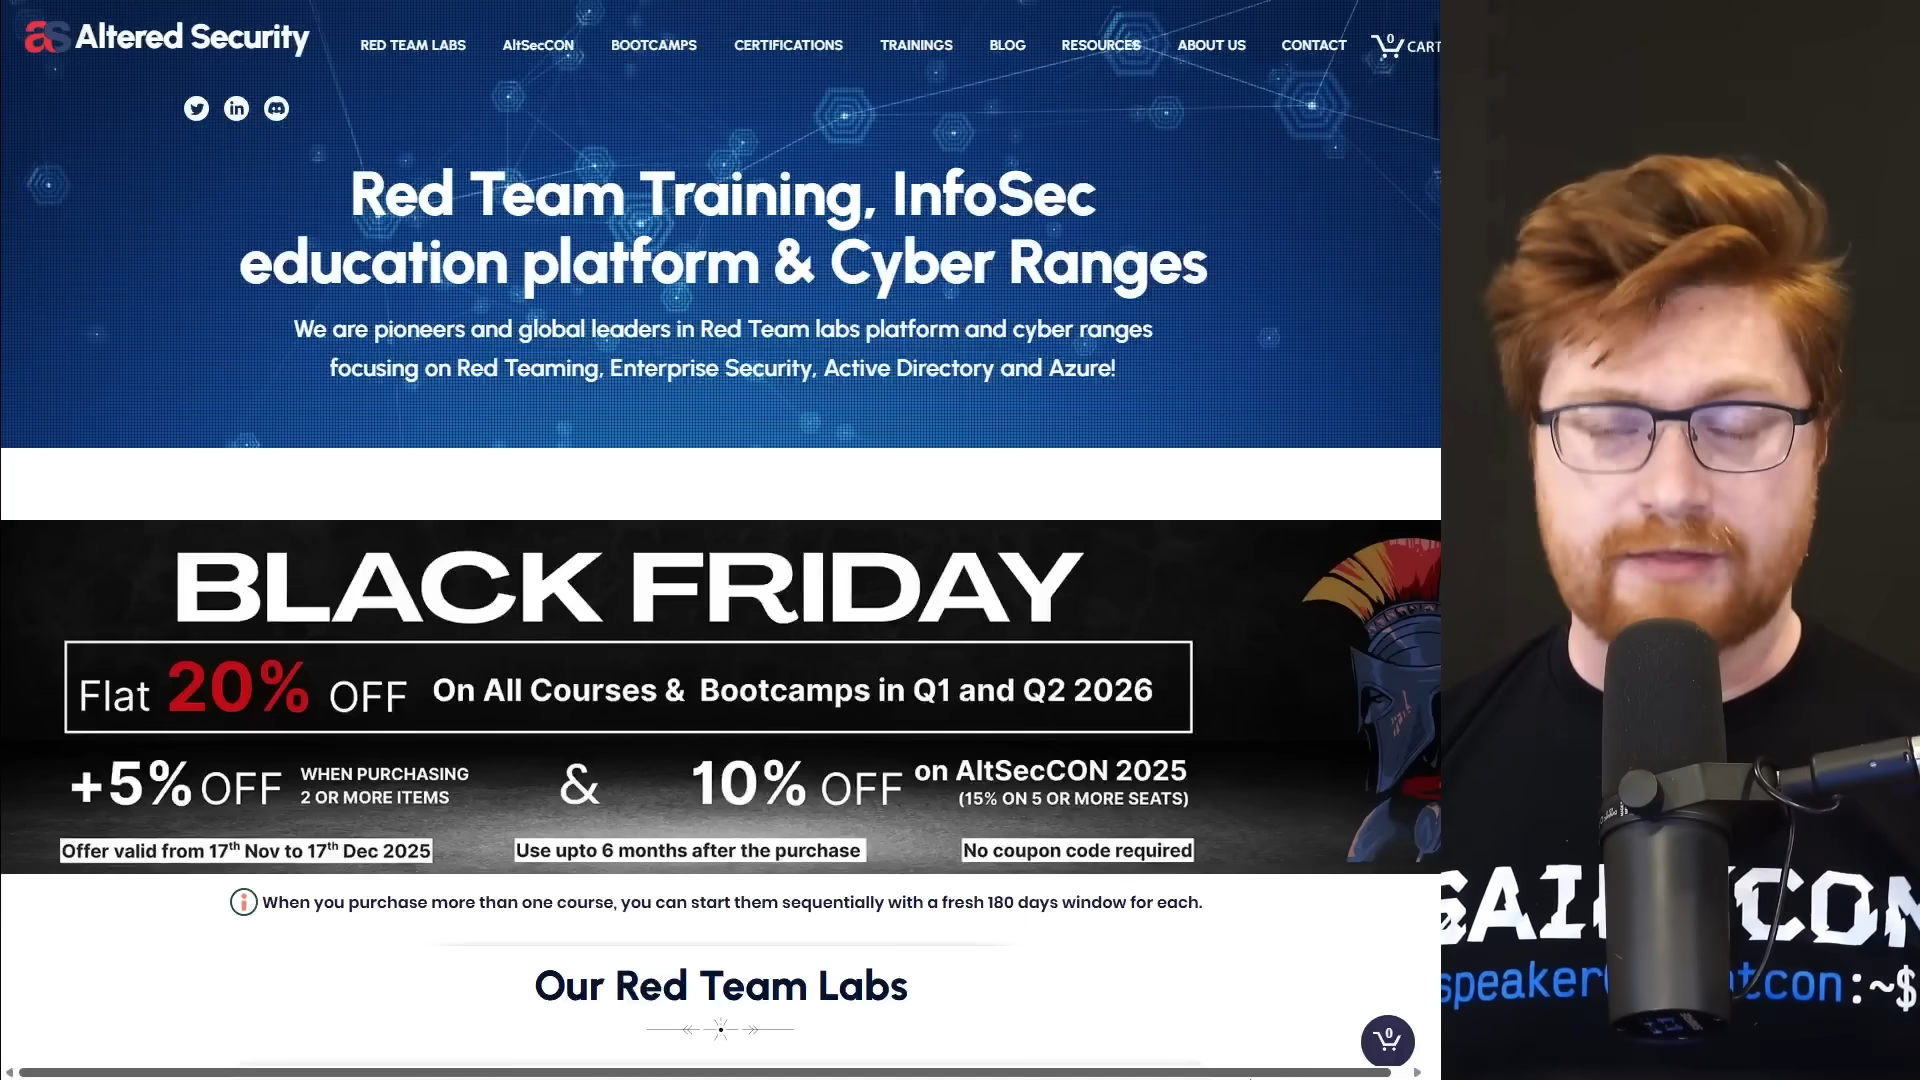 as Altered Security
RED TEAM LABS AltSecCON BOOTCAMPS CERTIFICATIONS TRAININGS BLOG RESOURCES ABOUT US CONTACT 0 CART
Red Team Training, InfoSec
education platform & Cyber Ranges
We are pioneers and global leaders in Red Team labs platform and cyber ranges
focusing on Red Teaming, Enterprise Security, Active Directory and Azure!
BLACK FRIDAY
Flat 20% OFF On All Courses & Bootcamps in Q1 and Q2 2026
+5% OFF WHEN PURCHASING
2 OR MORE ITEMS
&
10% OFF on AltSecCON 2025
(15% ON 5 OR MORE SEATS)
Offer valid from 17th Nov to 17th Dec 2025
Use upto 6 months after the purchase
No coupon code required
When you purchase more than one course, you can start them sequentially with a fresh 180 days window for each.
Our Red Team Labs
0
:~$